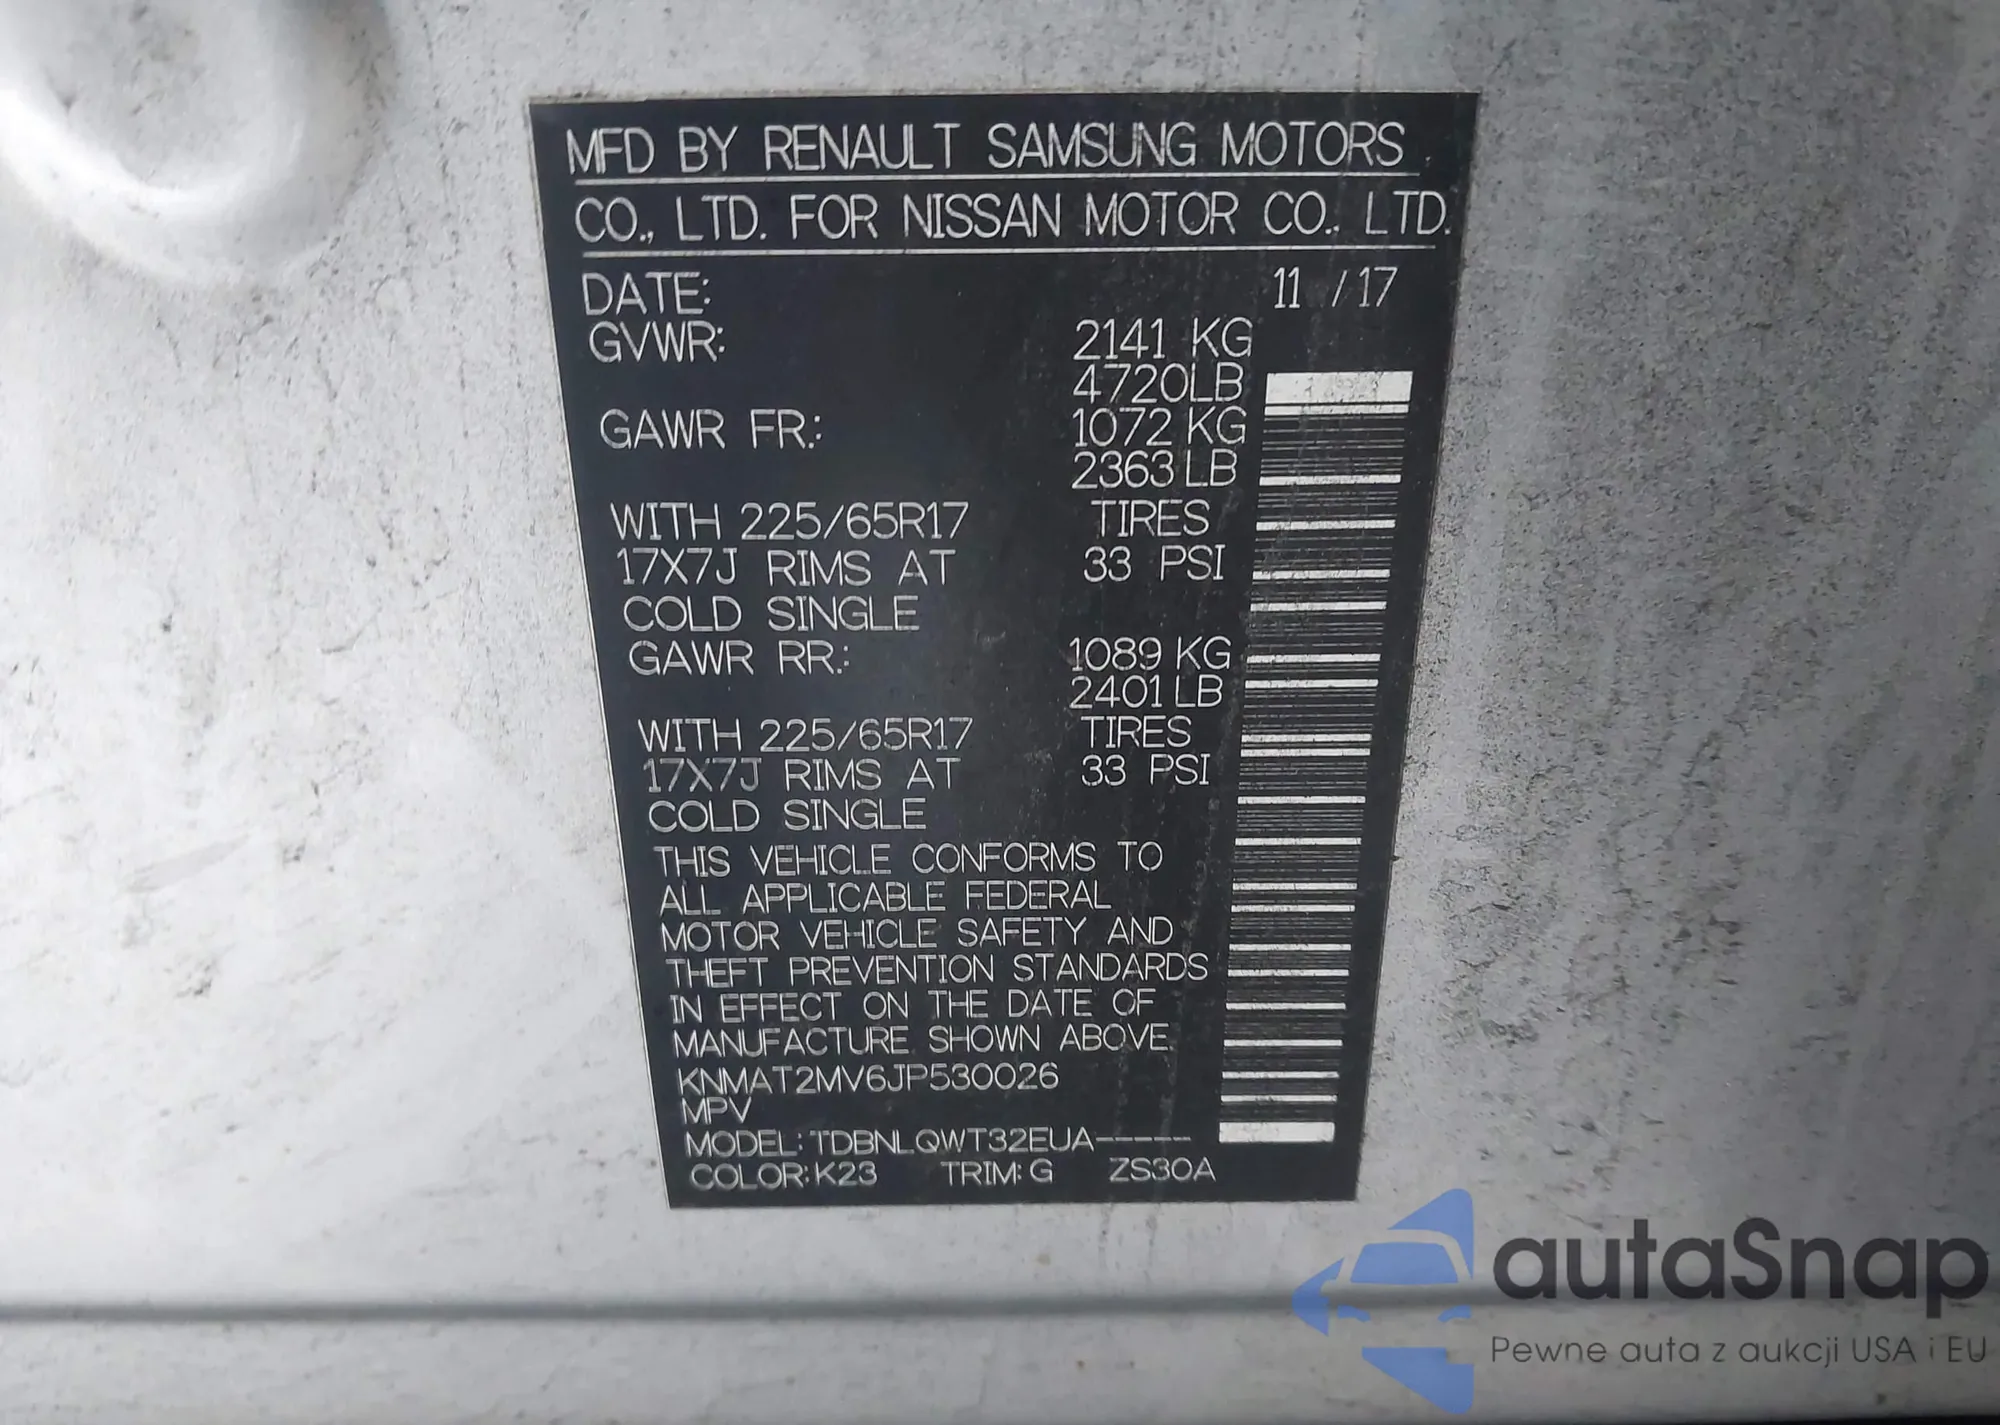 MFD BY RENAULT SAMSUNG MOTORS
CO., LTD. FOR NISSAN MOTOR CO., LTD.
DATE: 11 / 17
GVWR: 2141 KG
4720LB
GAWR FR.: 1072 KG
2363 LB
WITH 225/65R17 TIRES
17X7J RIMS AT 33 PSI
COLD SINGLE
GAWR RR.: 1089 KG
2401 LB
WITH 225/65R17 TIRES
17X7J RIMS AT 33 PSI
COLD SINGLE
THIS VEHICLE CONFORMS TO
ALL APPLICABLE FEDERAL
MOTOR VEHICLE SAFETY AND
THEFT PREVENTION STANDARDS
IN EFFECT ON THE DATE OF
MANUFACTURE SHOWN ABOVE
KNMAT2MV6JP530026
MPV
MODEL: TDBNLQWT32EUA-----
COLOR: K23 TRIM: G ZS30A
autaSnap
Pewne auta z aukcji USA i EU